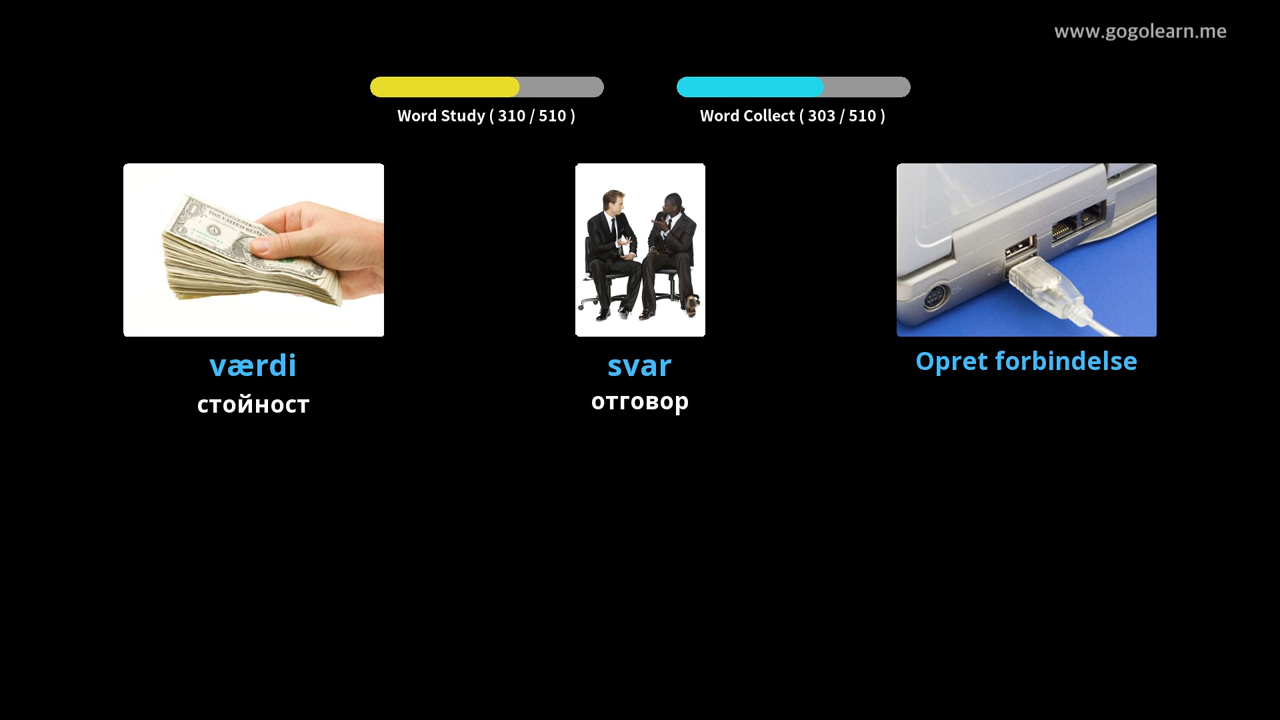 www.gogolearn.me
Word Study ( 310 / 510 )
Word Collect ( 303 / 510 )
værdi
стойност
svar
отговор
Opret forbindelse